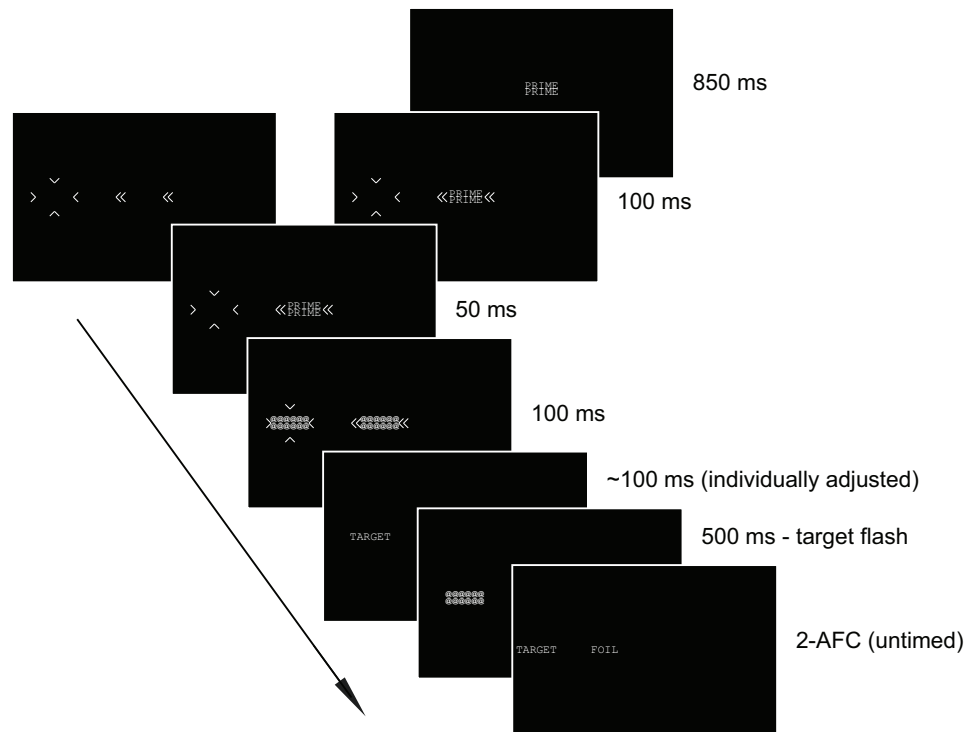 PRIME
PRIME
850 ms
> ﹀ < « «
︿
> ﹀ < «PRIME«
PRIME
︿
100 ms
> ﹀ < «PRIME«
PRIME
︿
50 ms
﹀
>@@@@@@< «@@@@@@«
@@@@@@ @@@@@@
︿
100 ms
~100 ms (individually adjusted)
TARGET
500 ms - target flash
@@@@@@
@@@@@@
2-AFC (untimed)
TARGET FOIL